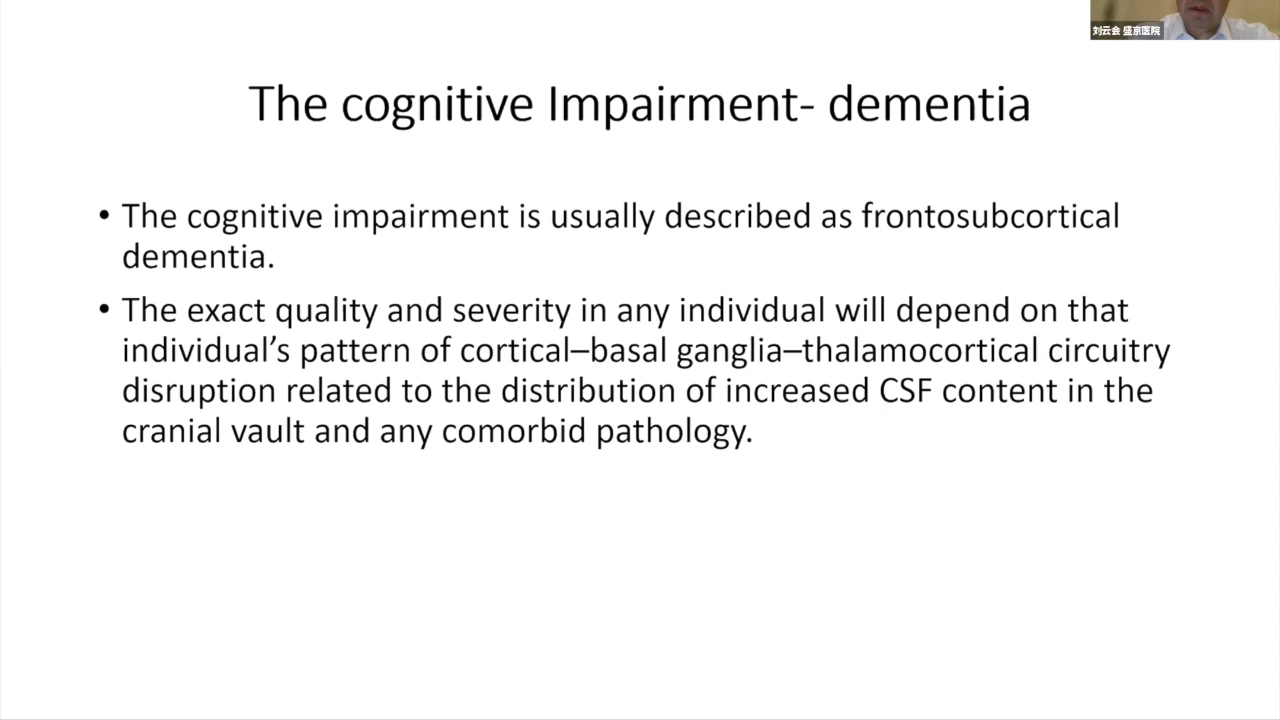 刘云会 盛京医院
The cognitive Impairment- dementia
• The cognitive impairment is usually described as frontosubcortical
dementia.
• The exact quality and severity in any individual will depend on that
individual’s pattern of cortical–basal ganglia–thalamocortical circuitry
disruption related to the distribution of increased CSF content in the
cranial vault and any comorbid pathology.